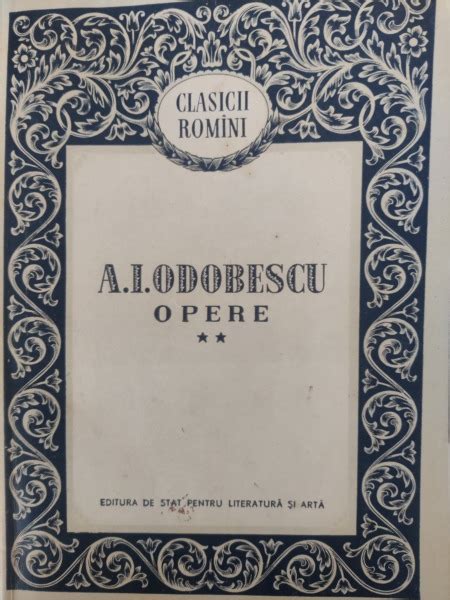 CLASICII
ROMÎNI
A.I.ODOBESCU
OPERE
★★
EDITURA DE STAT PENTRU LITERATURĂ ȘI ARTĂ